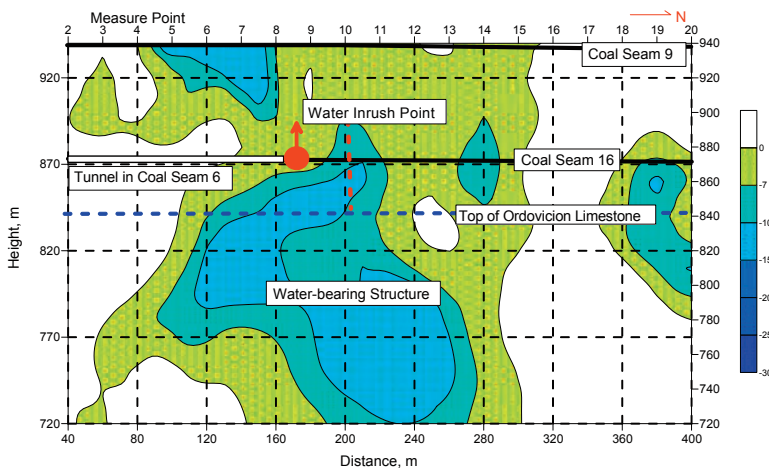 Measure Point
N
2 3 4 5 6 7 8 9 10 11 12 13 14 15 16 17 18 19 20
Coal Seam 9
Water Inrush Point
Coal Seam 16
Tunnel in Coal Seam 6
Top of Ordovicion Limestone
Water-bearing Structure
Height, m
920
870
820
770
720
940
920
900
880
860
840
820
800
780
760
740
720
40 80 120 160 200 240 280 320 360 400
Distance, m
0
-5
-10
-15
-20
-25
-30